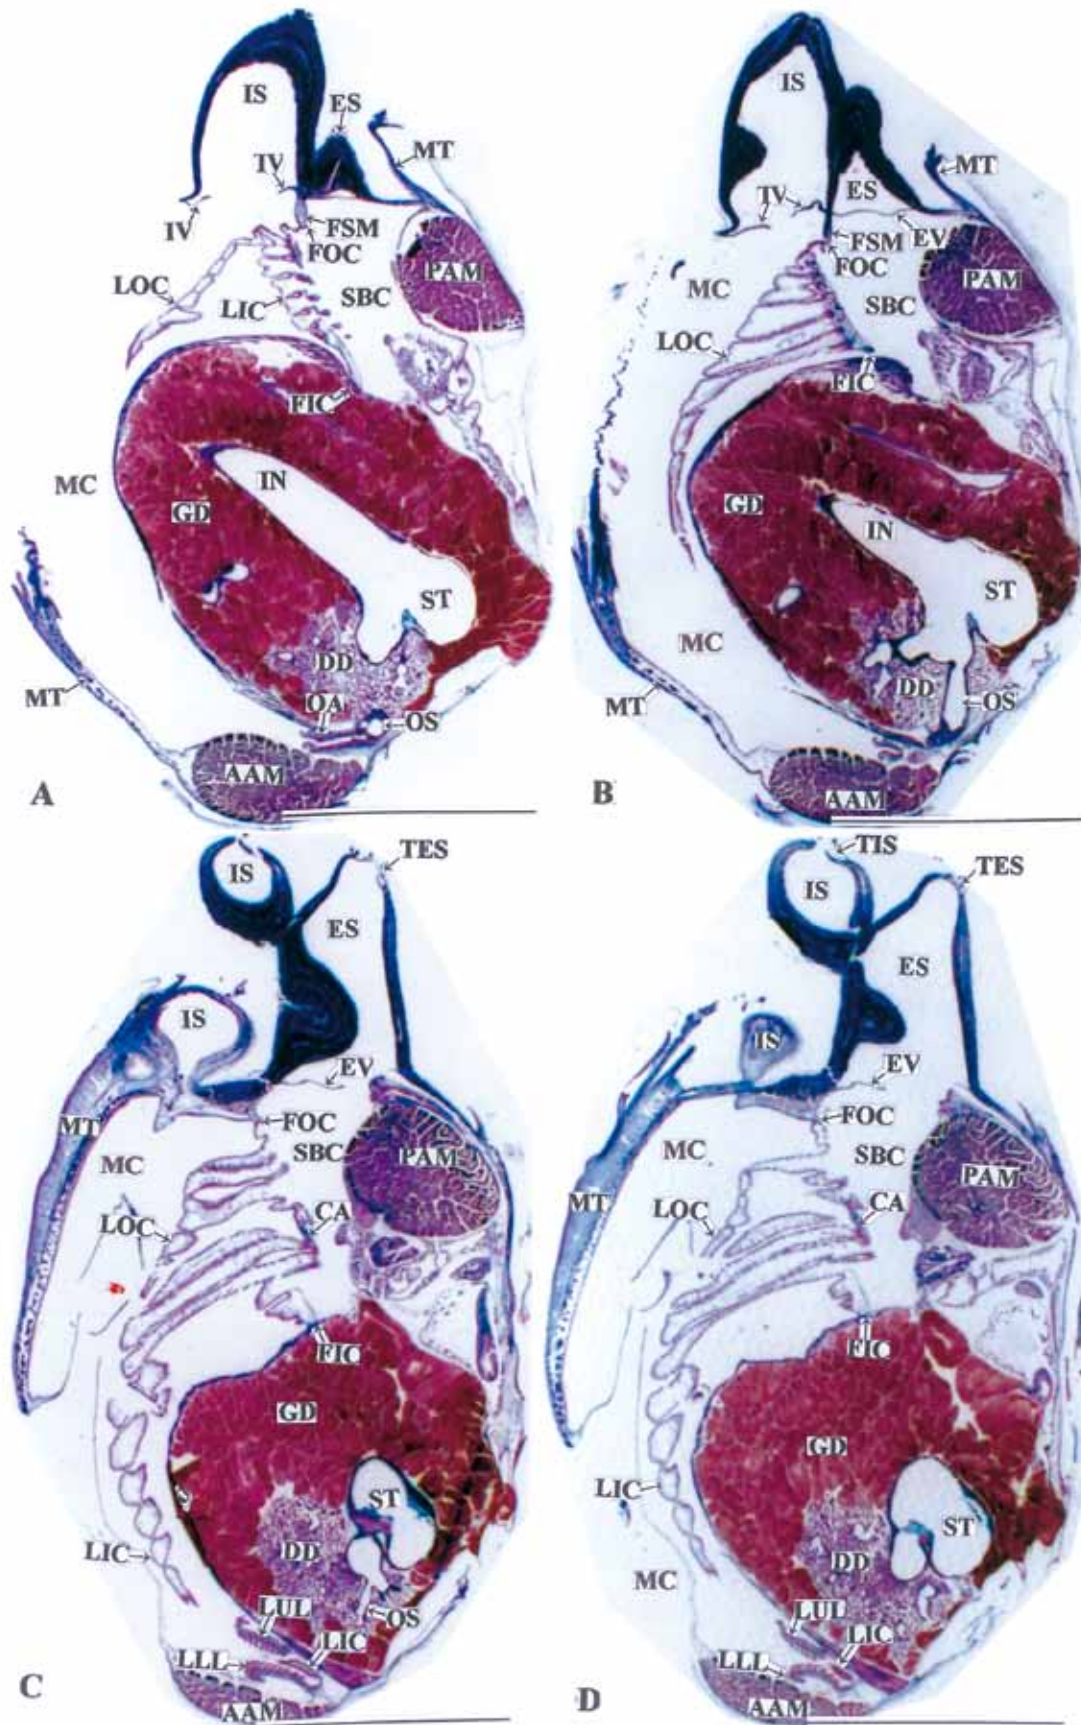 IS
ES
MT
IV
IV
FSM
FOC
PAM
LOC
LIC
SBC
FIC
MC
IN
GD
ST
DD
MT
OA
OS
AAM
A
IS
MT
IV
ES
EV
FSM
FOC
PAM
MC
SBC
LOC
FIC
GD
IN
ST
MC
DD
MT
OS
AAM
B
TES
IS
ES
IS
EV
MT
FOC
MC
SBC
PAM
LOC
CA
FIC
GD
ST
DD
LIC
LUL
OS
LIC
LLL
C
AAM
TIS
TES
IS
ES
IS
EV
FOC
MC
SBC
PAM
MT
LOC
CA
FIC
GD
LIC
ST
DD
MC
LUL
LIC
LLL
D
AAM